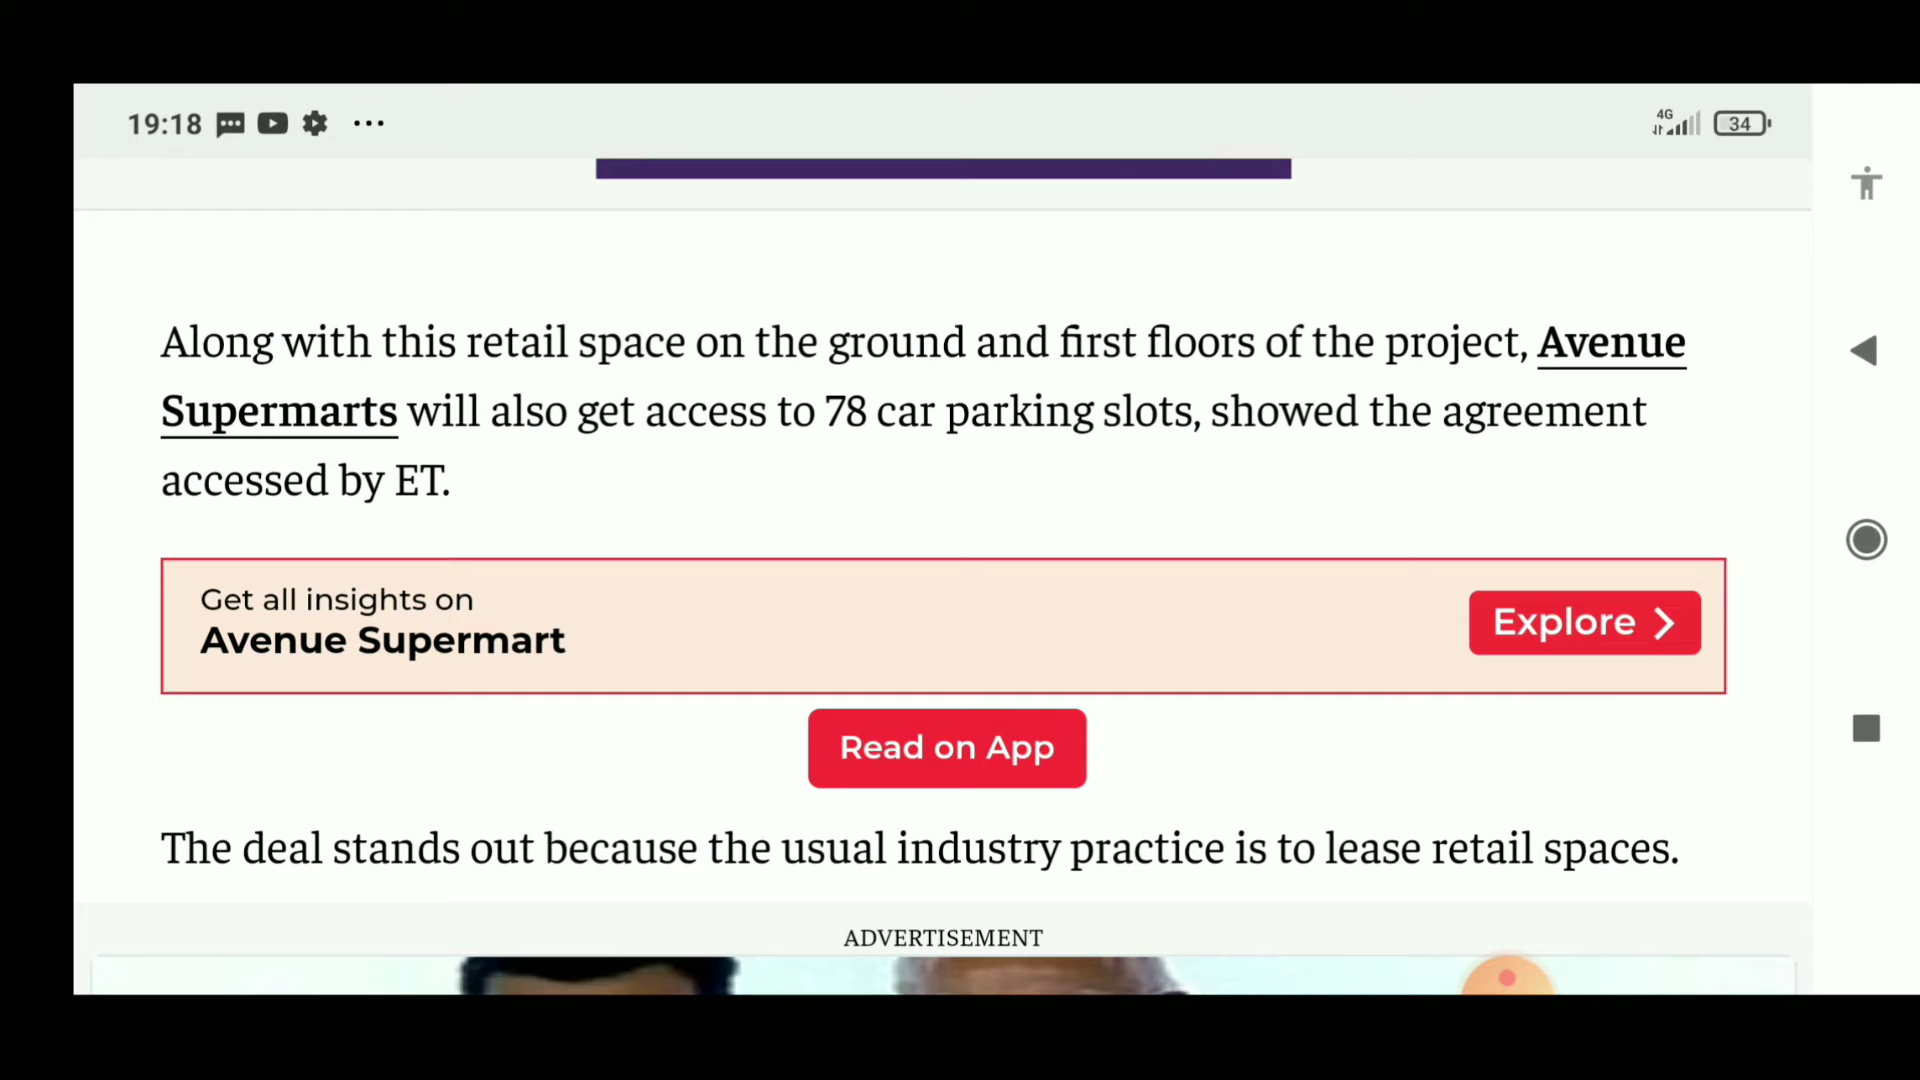 19:18
4G
34
Along with this retail space on the ground and first floors of the project, Avenue
Supermarts will also get access to 78 car parking slots, showed the agreement
accessed by ET.
Get all insights on
Avenue Supermart
Explore
Read on App
The deal stands out because the usual industry practice is to lease retail spaces.
ADVERTISEMENT